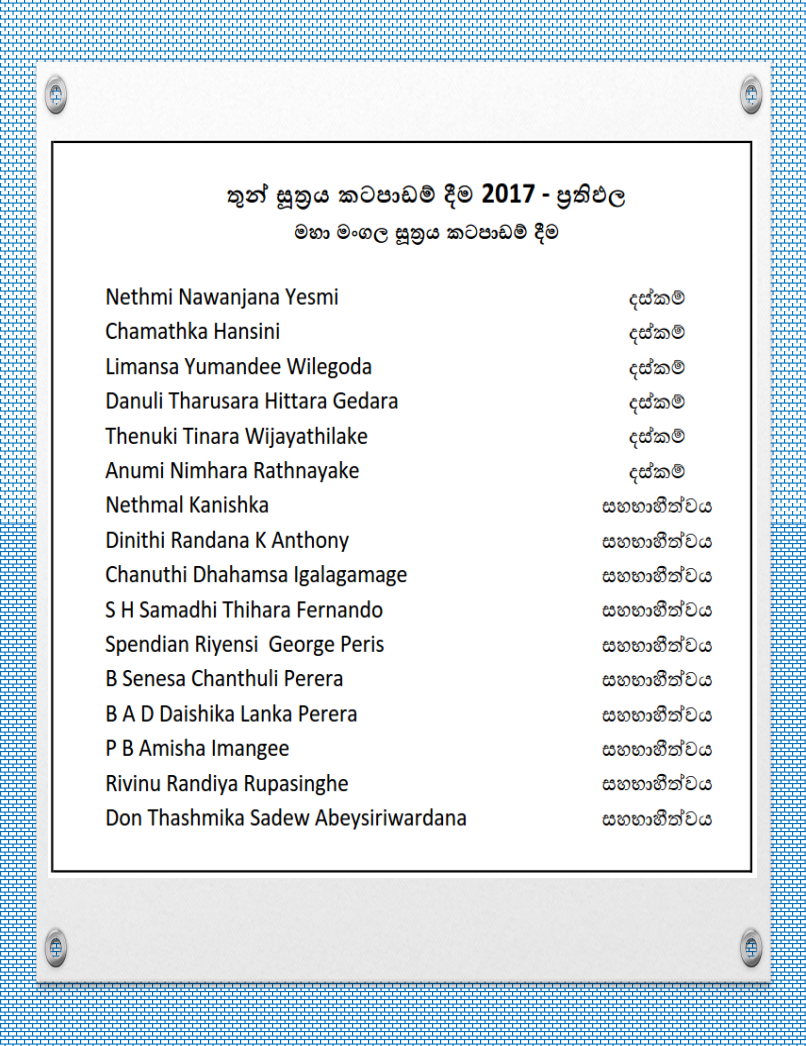 තුන් සූත්‍රය කටපාඩම් දීම 2017 - ප්‍රතිඵල
මහා මංගල සූත්‍රය කටපාඩම් දීම
Nethmi Nawanjana Yesmi දස්කම්
Chamathka Hansini දස්කම්
Limansa Yumandee Wilegoda දස්කම්
Danuli Tharusara Hittara Gedara දස්කම්
Thenuki Tinara Wijayathilake දස්කම්
Anumi Nimhara Rathnayake දස්කම්
Nethmal Kanishka සහභාගීත්වය
Dinithi Randana K Anthony සහභාගීත්වය
Chanuthi Dhahamsa Igalagamage සහභාගීත්වය
S H Samadhi Thihara Fernando සහභාගීත්වය
Spendian Riyensi George Peris සහභාගීත්වය
B Senesa Chanthuli Perera සහභාගීත්වය
B A D Daishika Lanka Perera සහභාගීත්වය
P B Amisha Imangee සහභාගීත්වය
Rivinu Randiya Rupasinghe සහභාගීත්වය
Don Thashmika Sadew Abeysiriwardana සහභාගීත්වය